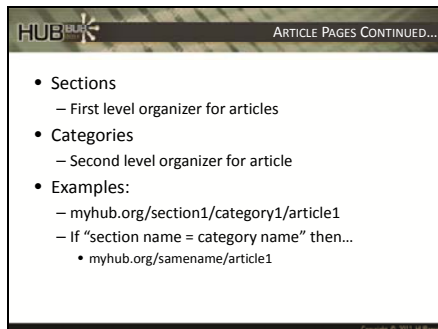 HUBBUB
ARTICLE PAGES CONTINUED...
• Sections
– First level organizer for articles
• Categories
– Second level organizer for article
• Examples:
– myhub.org/section1/category1/article1
– If “section name = category name” then...
• myhub.org/samename/article1